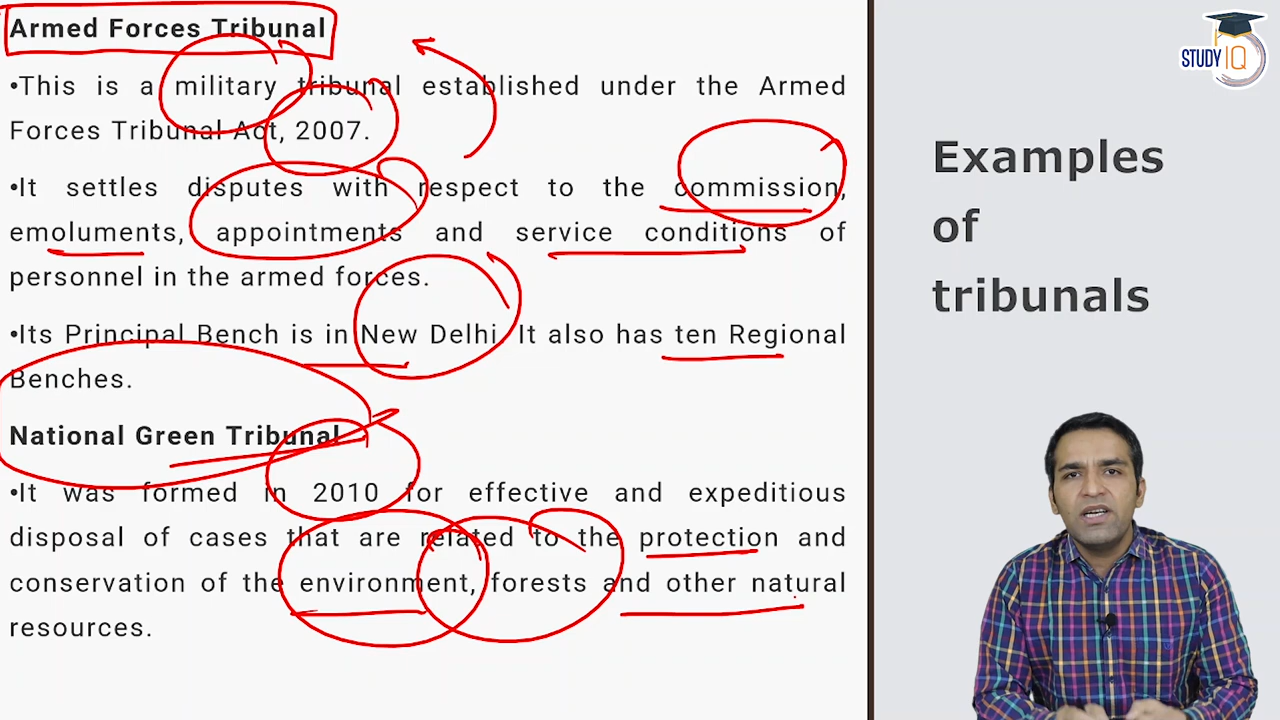 Armed Forces Tribunal
•This is a military tribunal established under the Armed
Forces Tribunal Act, 2007.
•It settles disputes with respect to the commission,
emoluments, appointments and service conditions of
personnel in the armed forces.
•Its Principal Bench is in New Delhi. It also has ten Regional
Benches.
National Green Tribunal
•It was formed in 2010 for effective and expeditious
disposal of cases that are related to the protection and
conservation of the environment, forests and other natural
resources.
STUDY IQ
Examples
of
tribunals